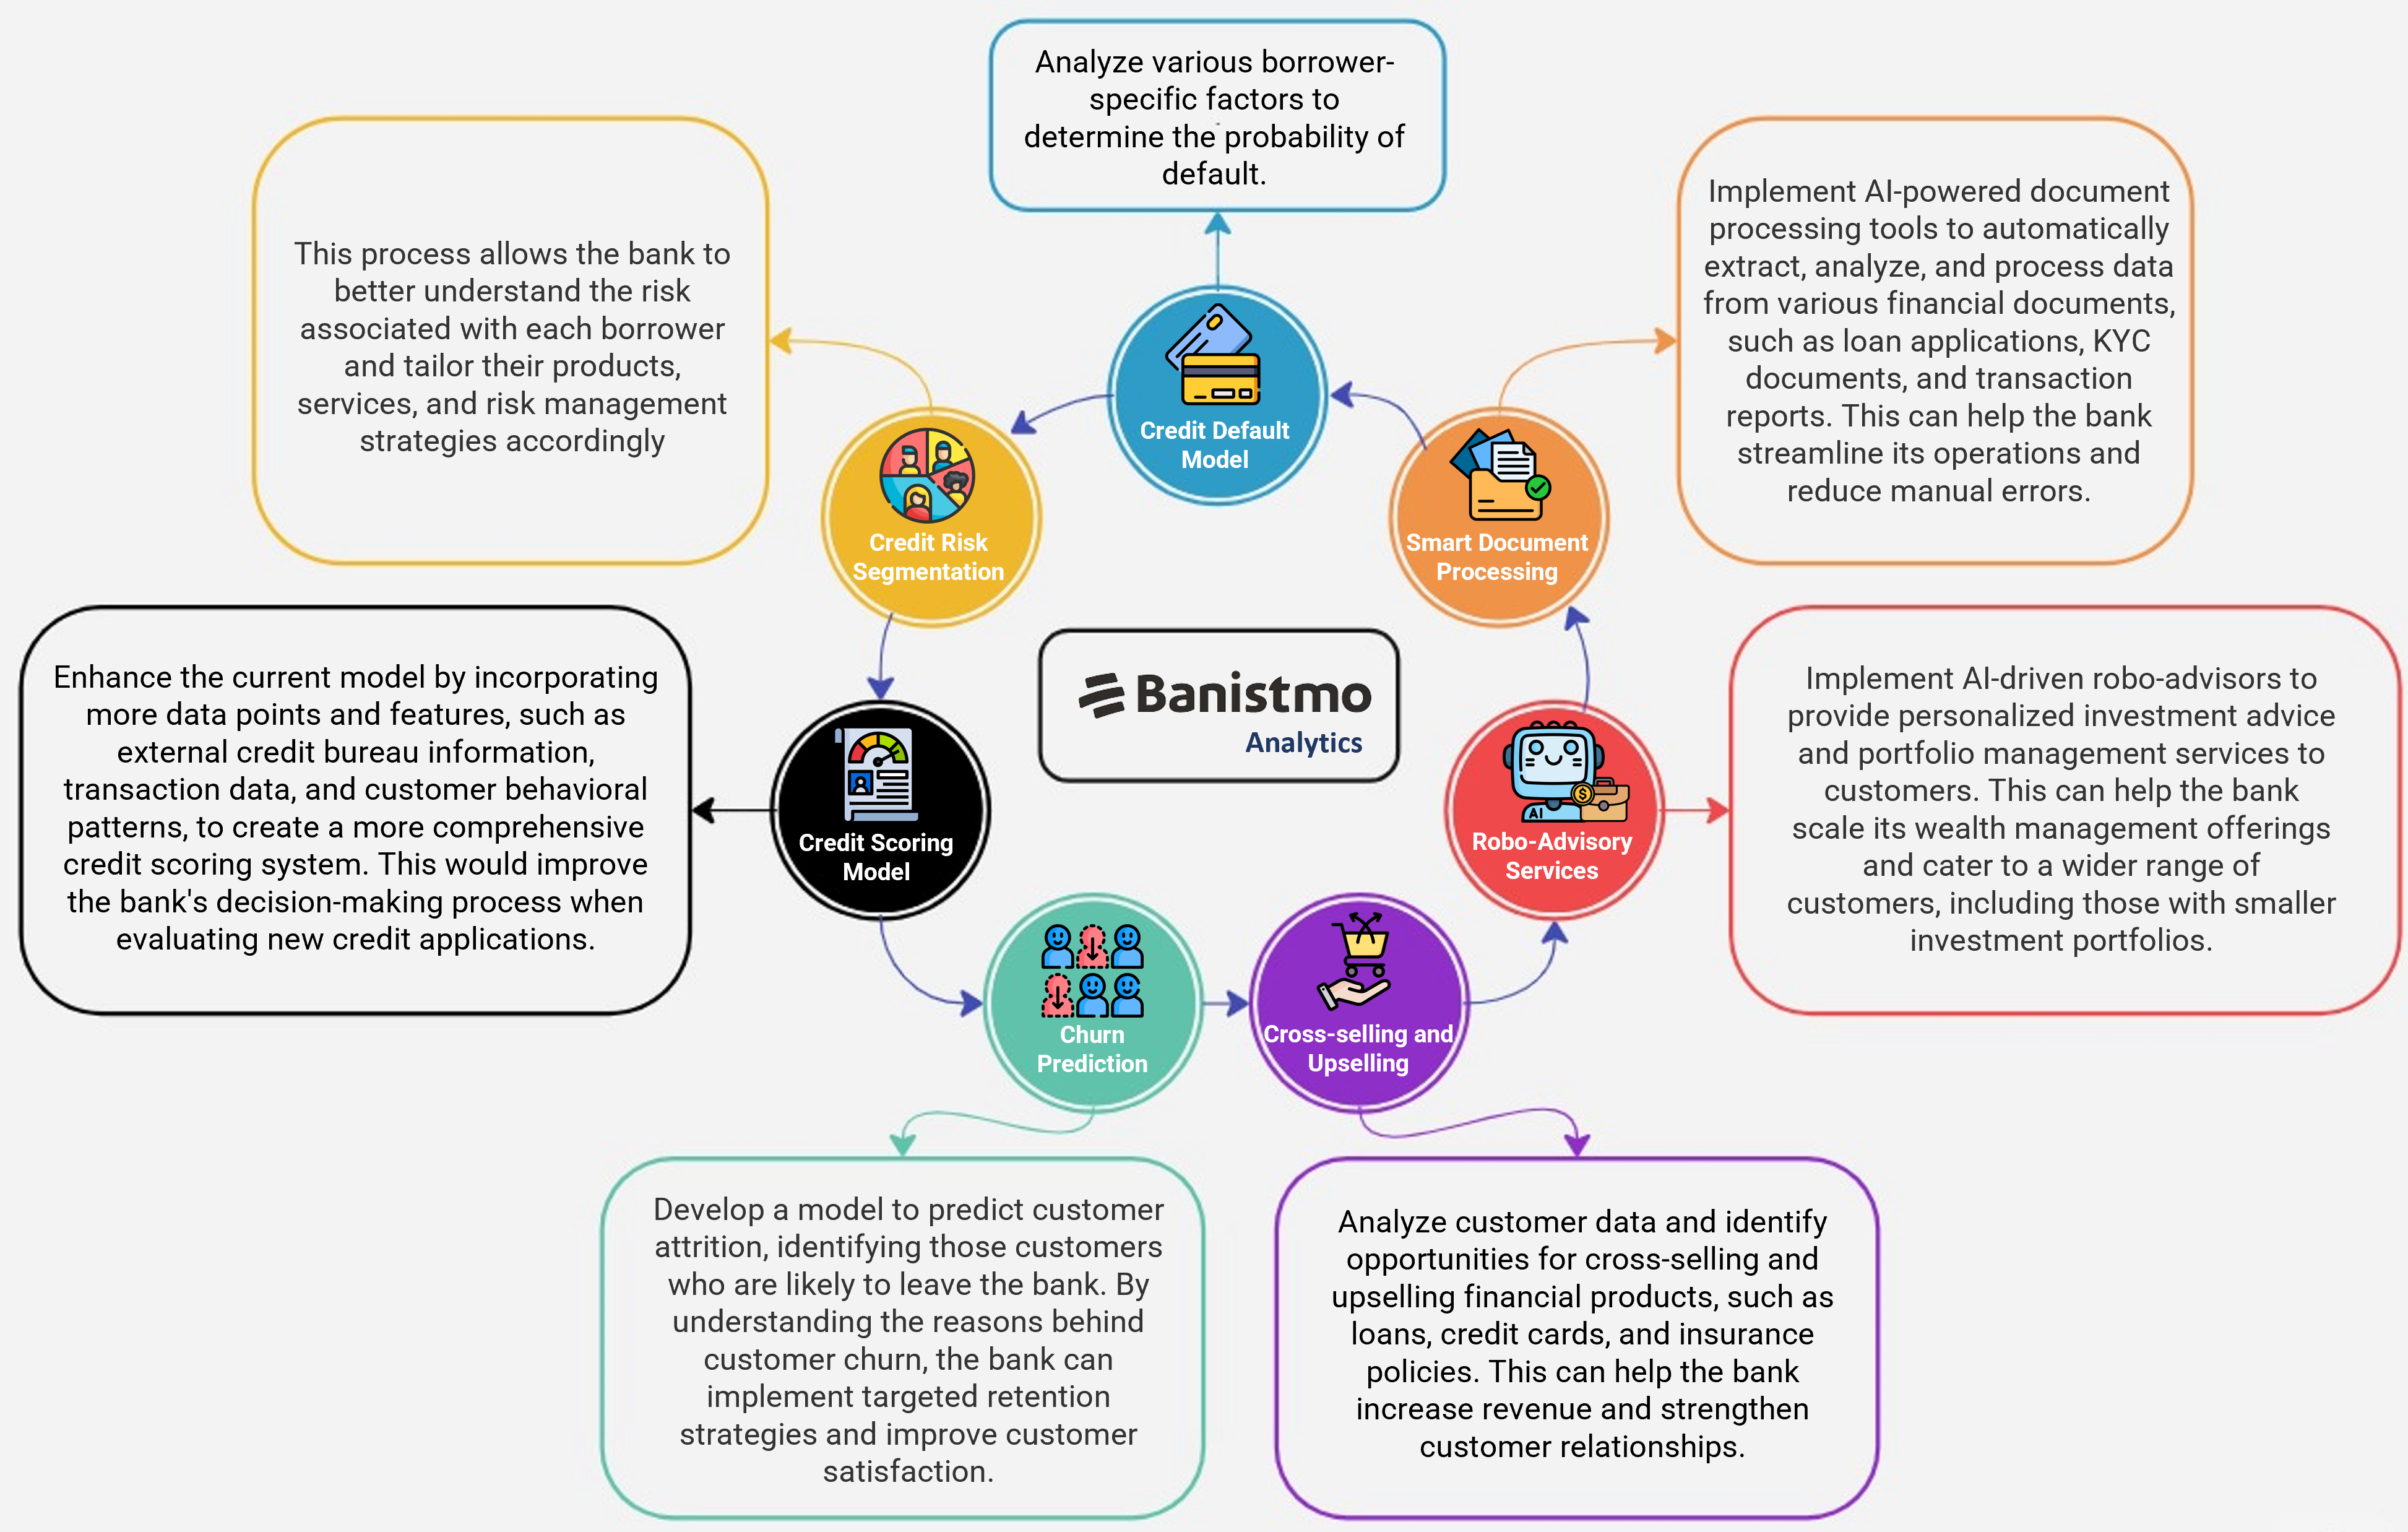 Analyze various borrower-
specific factors to
determine the probability of
default.
This process allows the bank to
better understand the risk
associated with each borrower
and tailor their products,
services, and risk management
strategies accordingly
Implement AI-powered document
processing tools to automatically
extract, analyze, and process data
from various financial documents,
such as loan applications, KYC
documents, and transaction
reports. This can help the bank
streamline its operations and
reduce manual errors.
Credit Default
Model
Credit Risk
Segmentation
Smart Document
Processing
Banistmo
Analytics
Enhance the current model by incorporating
more data points and features, such as
external credit bureau information,
transaction data, and customer behavioral
patterns, to create a more comprehensive
credit scoring system. This would improve
the bank's decision-making process when
evaluating new credit applications.
Credit Scoring
Model
$
AI
Robo-Advisory
Services
Implement AI-driven robo-advisors to
provide personalized investment advice
and portfolio management services to
customers. This can help the bank
scale its wealth management offerings
and cater to a wider range of
customers, including those with smaller
investment portfolios.
Churn
Prediction
Cross-selling and
Upselling
Develop a model to predict customer
attrition, identifying those customers
who are likely to leave the bank. By
understanding the reasons behind
customer churn, the bank can
implement targeted retention
strategies and improve customer
satisfaction.
Analyze customer data and identify
opportunities for cross-selling and
upselling financial products, such as
loans, credit cards, and insurance
policies. This can help the bank
increase revenue and strengthen
customer relationships.